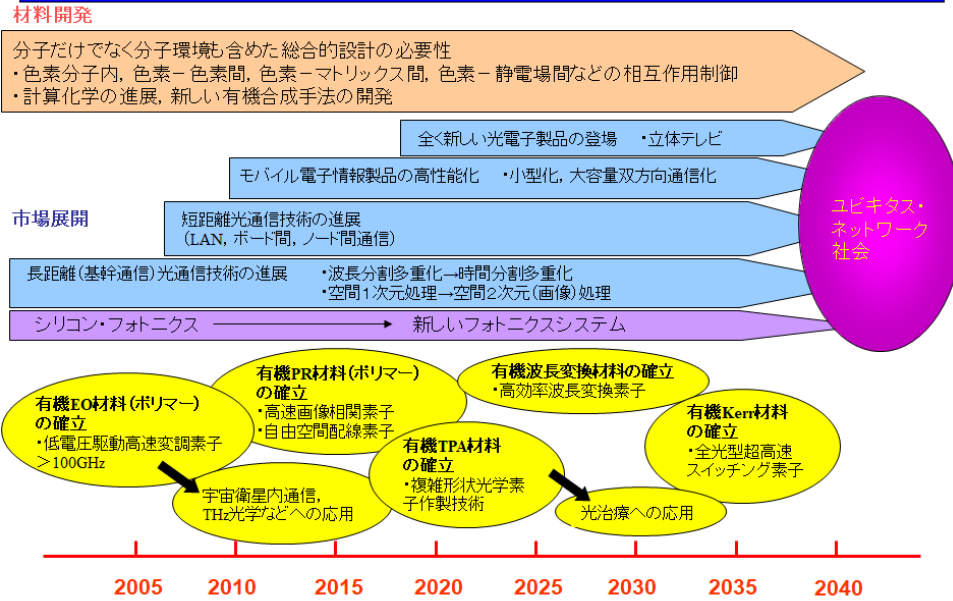 材料開発
分子だけでなく分子環境も含めた総合的設計の必要性
・色素分子内, 色素－色素間, 色素－マトリックス間, 色素－静電場間などの相互作用制御
・計算化学の進展, 新しい有機合成手法の開発
全く新しい光電子製品の登場　・立体テレビ
モバイル電子情報製品の高性能化　・小型化, 大容量双方向通信化
市場展開
短距離光通信技術の進展
(LAN, ボード間, ノード間通信)
ユビキタス・
ネットワーク
社会
長距離(基幹通信)光通信技術の進展　・波長分割多重化→時間分割多重化
・空間1次元処理→空間2次元(画像)処理
シリコン・フォトニクス → 新しいフォトニクスシステム
有機EO材料(ポリマー)
の確立
・低電圧駆動高速変調素子
＞100GHz
有機PR材料(ポリマー)
の確立
・高速画像相関素子
・自由空間配線素子
有機波長変換材料の確立
・高効率波長変換素子
有機Kerr材料
の確立
・全光型超高速
スイッチング素子
有機TPA材料
の確立
・複雑形状光学素
子作製技術
宇宙衛星内通信,
THz光学などへの応用
光治療への応用
2005 2010 2015 2020 2025 2030 2035 2040